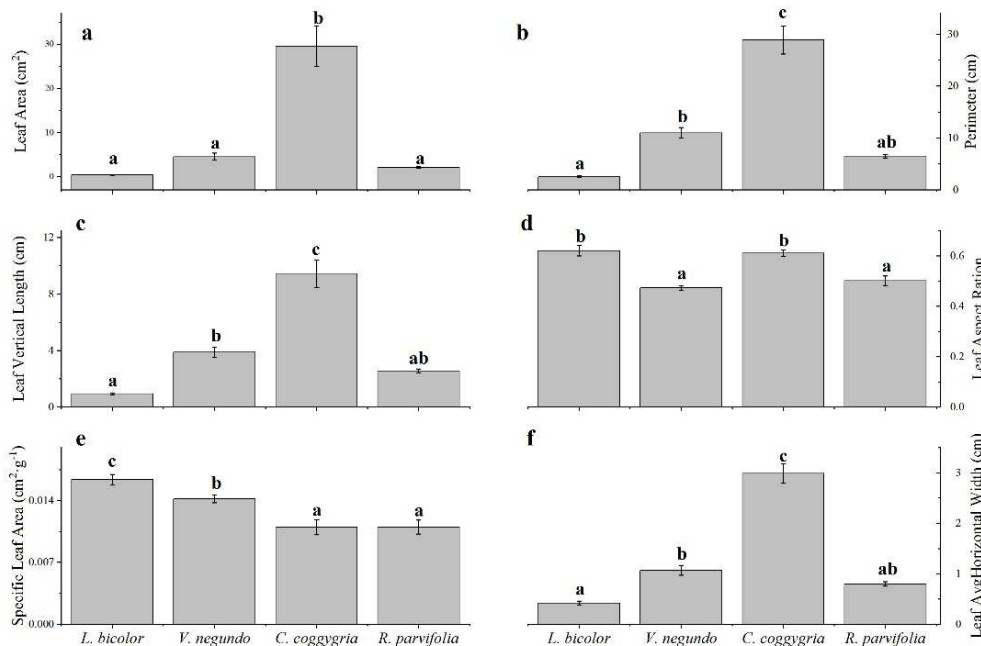 a
b
Leaf Area (cm²)
30
20
10
0
a
a
b
a
b
Perimeter (cm)
30
20
10
0
a
b
c
ab
c
Leaf Vertical Length (cm)
12
8
4
0
a
b
c
ab
d
Leaf Aspect Ration
0.6
0.4
0.2
0.0
b
a
b
a
e
Specific Leaf Area (cm²·g⁻¹)
0.014
0.007
0.000
c
b
a
a
L. bicolor V. negundo C. coggygria R. parvifolia
f
Leaf AvgHorizontal Width (cm)
3
2
1
0
a
b
c
ab
L. bicolor V. negundo C. coggygria R. parvifolia